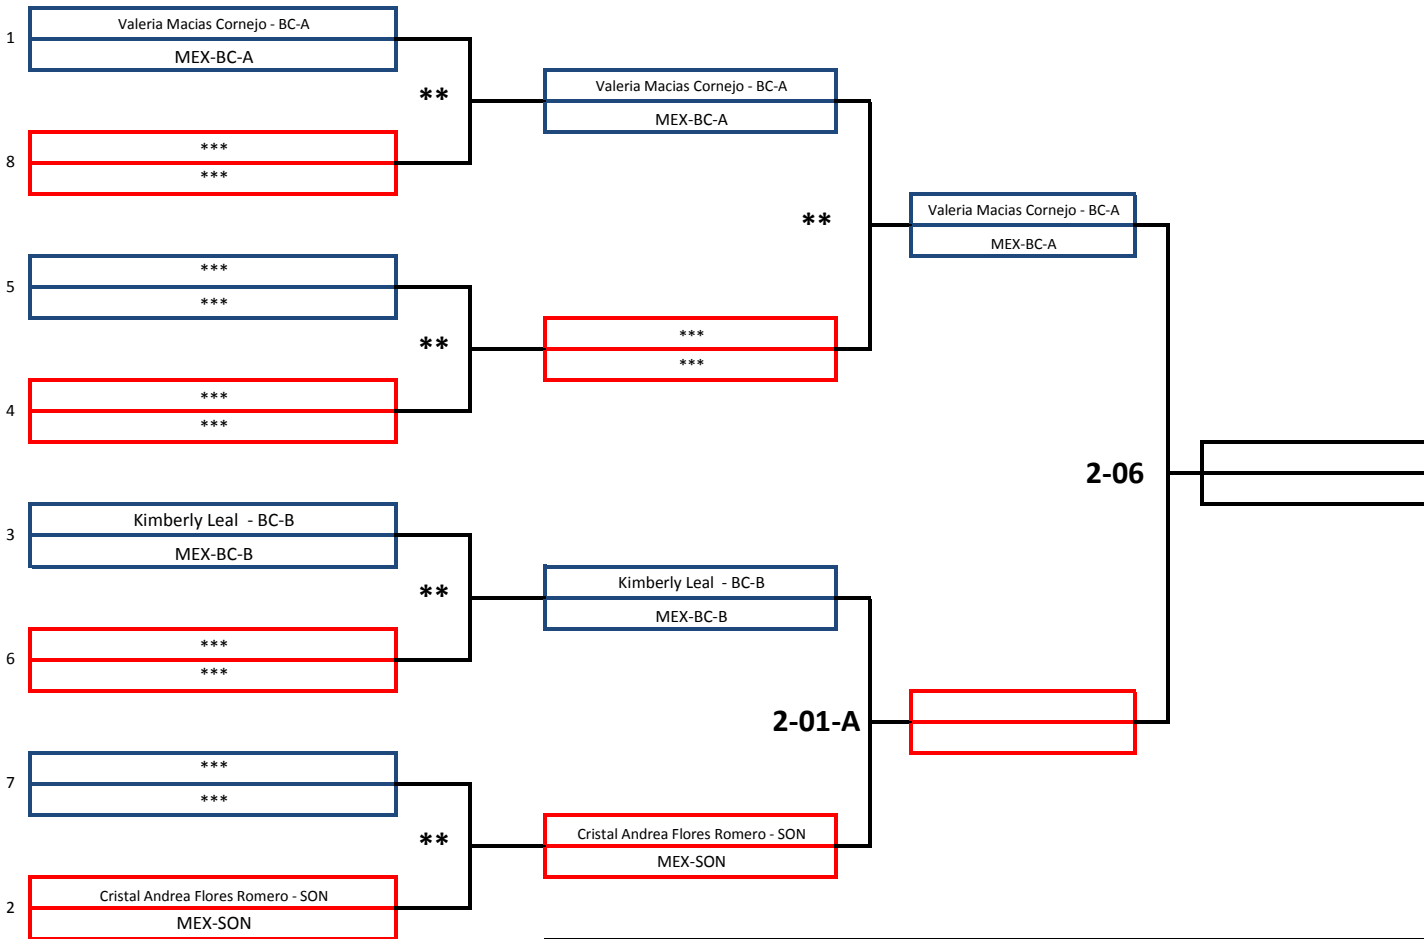 Valeria Macias Cornejo - BC-A
1
MEX-BC-A
**
Valeria Macias Cornejo - BC-A
MEX-BC-A
***
8
***
Valeria Macias Cornejo - BC-A
**
MEX-BC-A
***
5
***
**
***
***
***
4
***
2-06
Kimberly Leal - BC-B
3
MEX-BC-B
**
Kimberly Leal - BC-B
MEX-BC-B
***
6
***
2-01-A
***
7
***
**
Cristal Andrea Flores Romero - SON
MEX-SON
Cristal Andrea Flores Romero - SON
2
MEX-SON